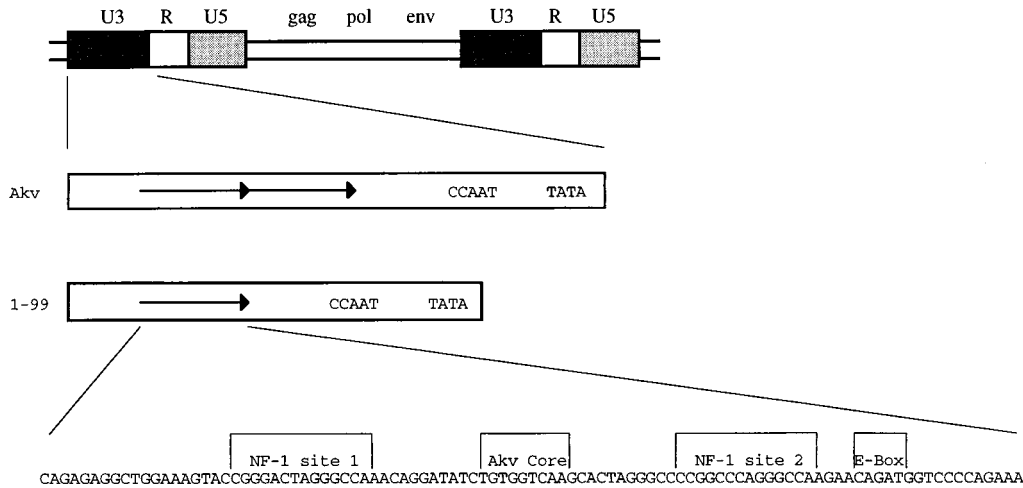 U3 R U5 gag pol env U3 R U5
Akv CCAAT TATA
1-99 CCAAT TATA
NF-1 site 1 Akv Core NF-1 site 2 E-Box
CAGAGAGGCTGGAAAGTACCGGGACTAGGGCCAAACAGGATATCTGTGGTCAAGCACTAGGGCCCCGGCCCAGGGCCAAGAACAGATGGTCCCCAGAAA